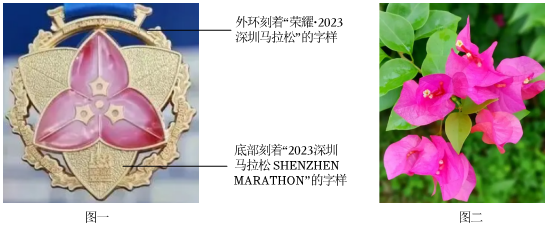 外环刻着“荣耀·2023
深圳马拉松”的字样
底部刻着“2023深圳
马拉松 SHENZHEN
MARATHON”的字样
图一
图二